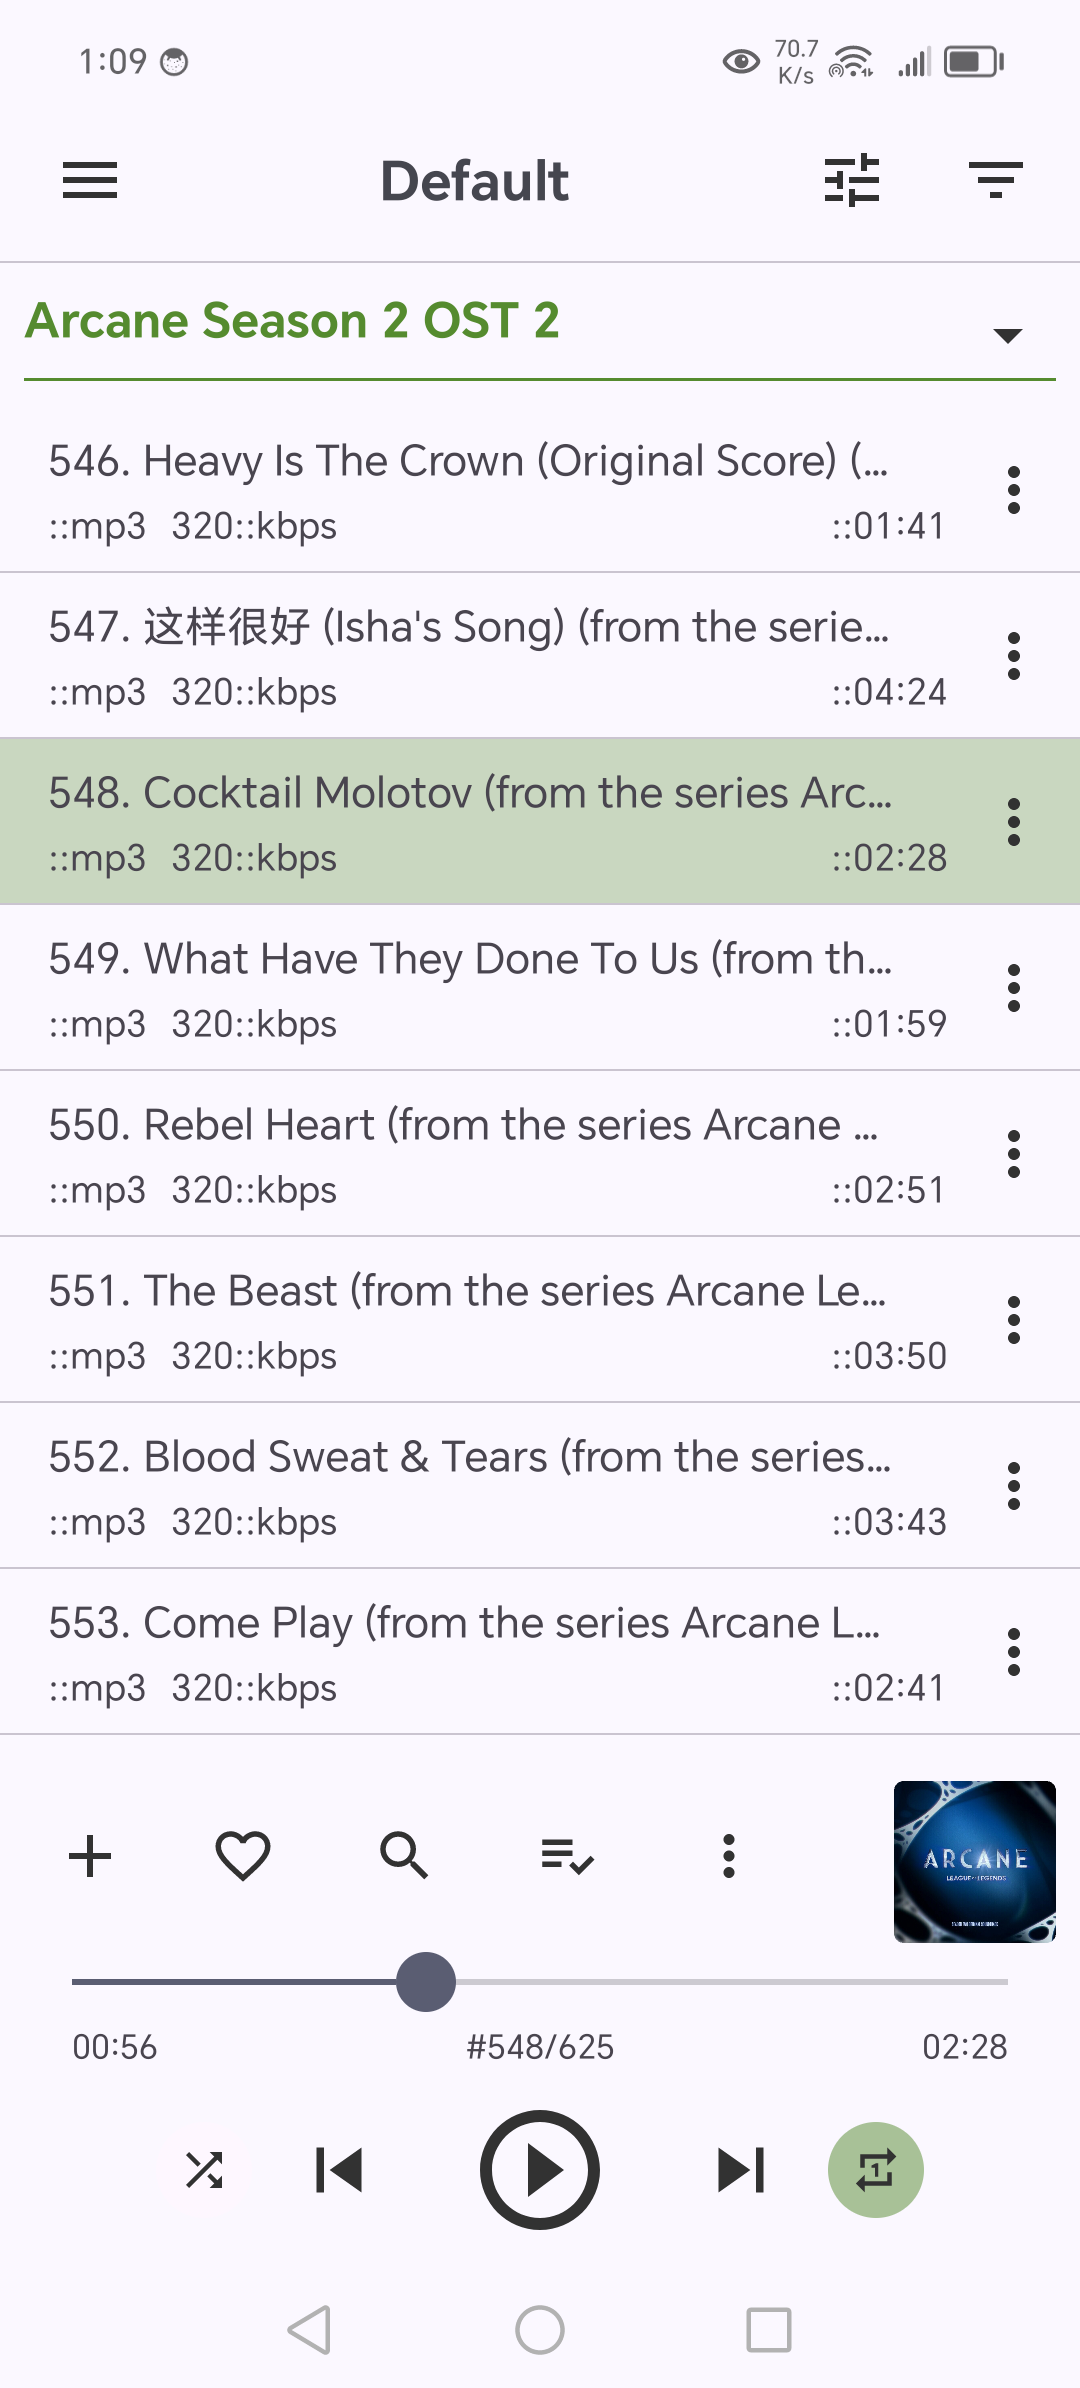 1:09
70.7
K/s
Default
Arcane Season 2 OST 2
546. Heavy Is The Crown (Original Score) (...
::mp3 320::kbps ::01:41
547. 这样很好 (Isha's Song) (from the serie...
::mp3 320::kbps ::04:24
548. Cocktail Molotov (from the series Arc...
::mp3 320::kbps ::02:28
549. What Have They Done To Us (from th...
::mp3 320::kbps ::01:59
550. Rebel Heart (from the series Arcane ...
::mp3 320::kbps ::02:51
551. The Beast (from the series Arcane Le...
::mp3 320::kbps ::03:50
552. Blood Sweat & Tears (from the series...
::mp3 320::kbps ::03:43
553. Come Play (from the series Arcane L...
::mp3 320::kbps ::02:41
ARCANE
LEAGUE OF LEGENDS
00:56 #548/625 02:28
1